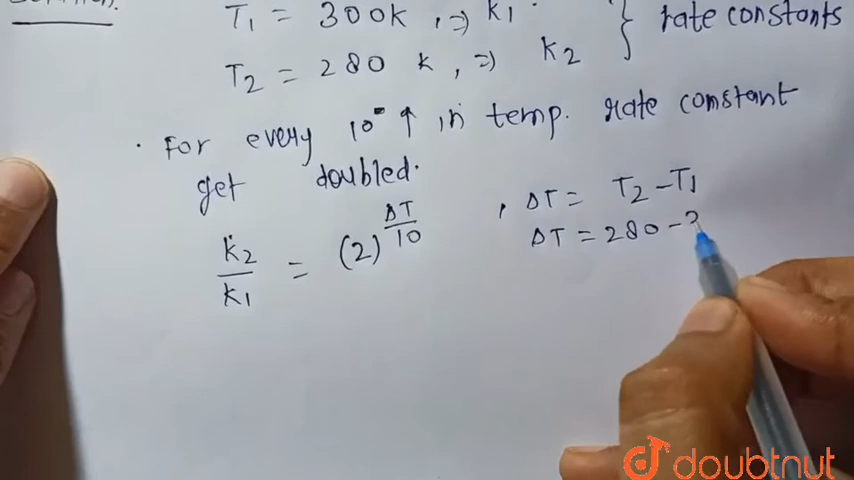 T1 = 300k , => k1
T2 = 280 k , => k2 } rate constants
· For every 10° ↑ in temp. rate constant
get doubled.
k2/k1 = (2)^ΔT/10 , ΔT = T2 - T1
ΔT = 280 -
doubtnut